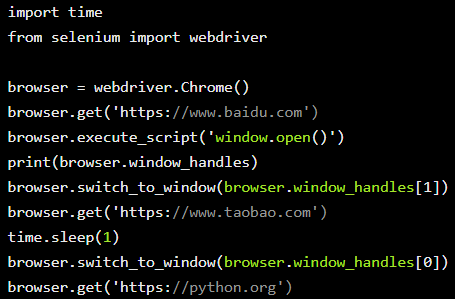 import time
from selenium import webdriver

browser = webdriver.Chrome()
browser.get('https://www.baidu.com')
browser.execute_script('window.open()')
print(browser.window_handles)
browser.switch_to_window(browser.window_handles[1])
browser.get('https://www.taobao.com')
time.sleep(1)
browser.switch_to_window(browser.window_handles[0])
browser.get('https://python.org')